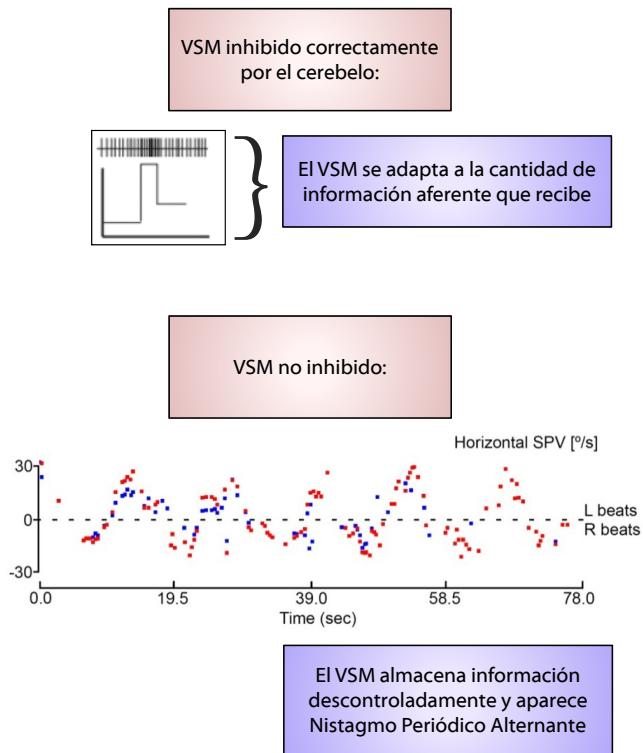 VSM inhibido correctamente
por el cerebelo:
El VSM se adapta a la cantidad de
información aferente que recibe
VSM no inhibido:
Horizontal SPV [º/s]
30
0
-30
L beats
R beats
0.0 19.5 39.0 58.5 78.0
Time (sec)
El VSM almacena información
descontroladamente y aparece
Nistagmo Periódico Alternante